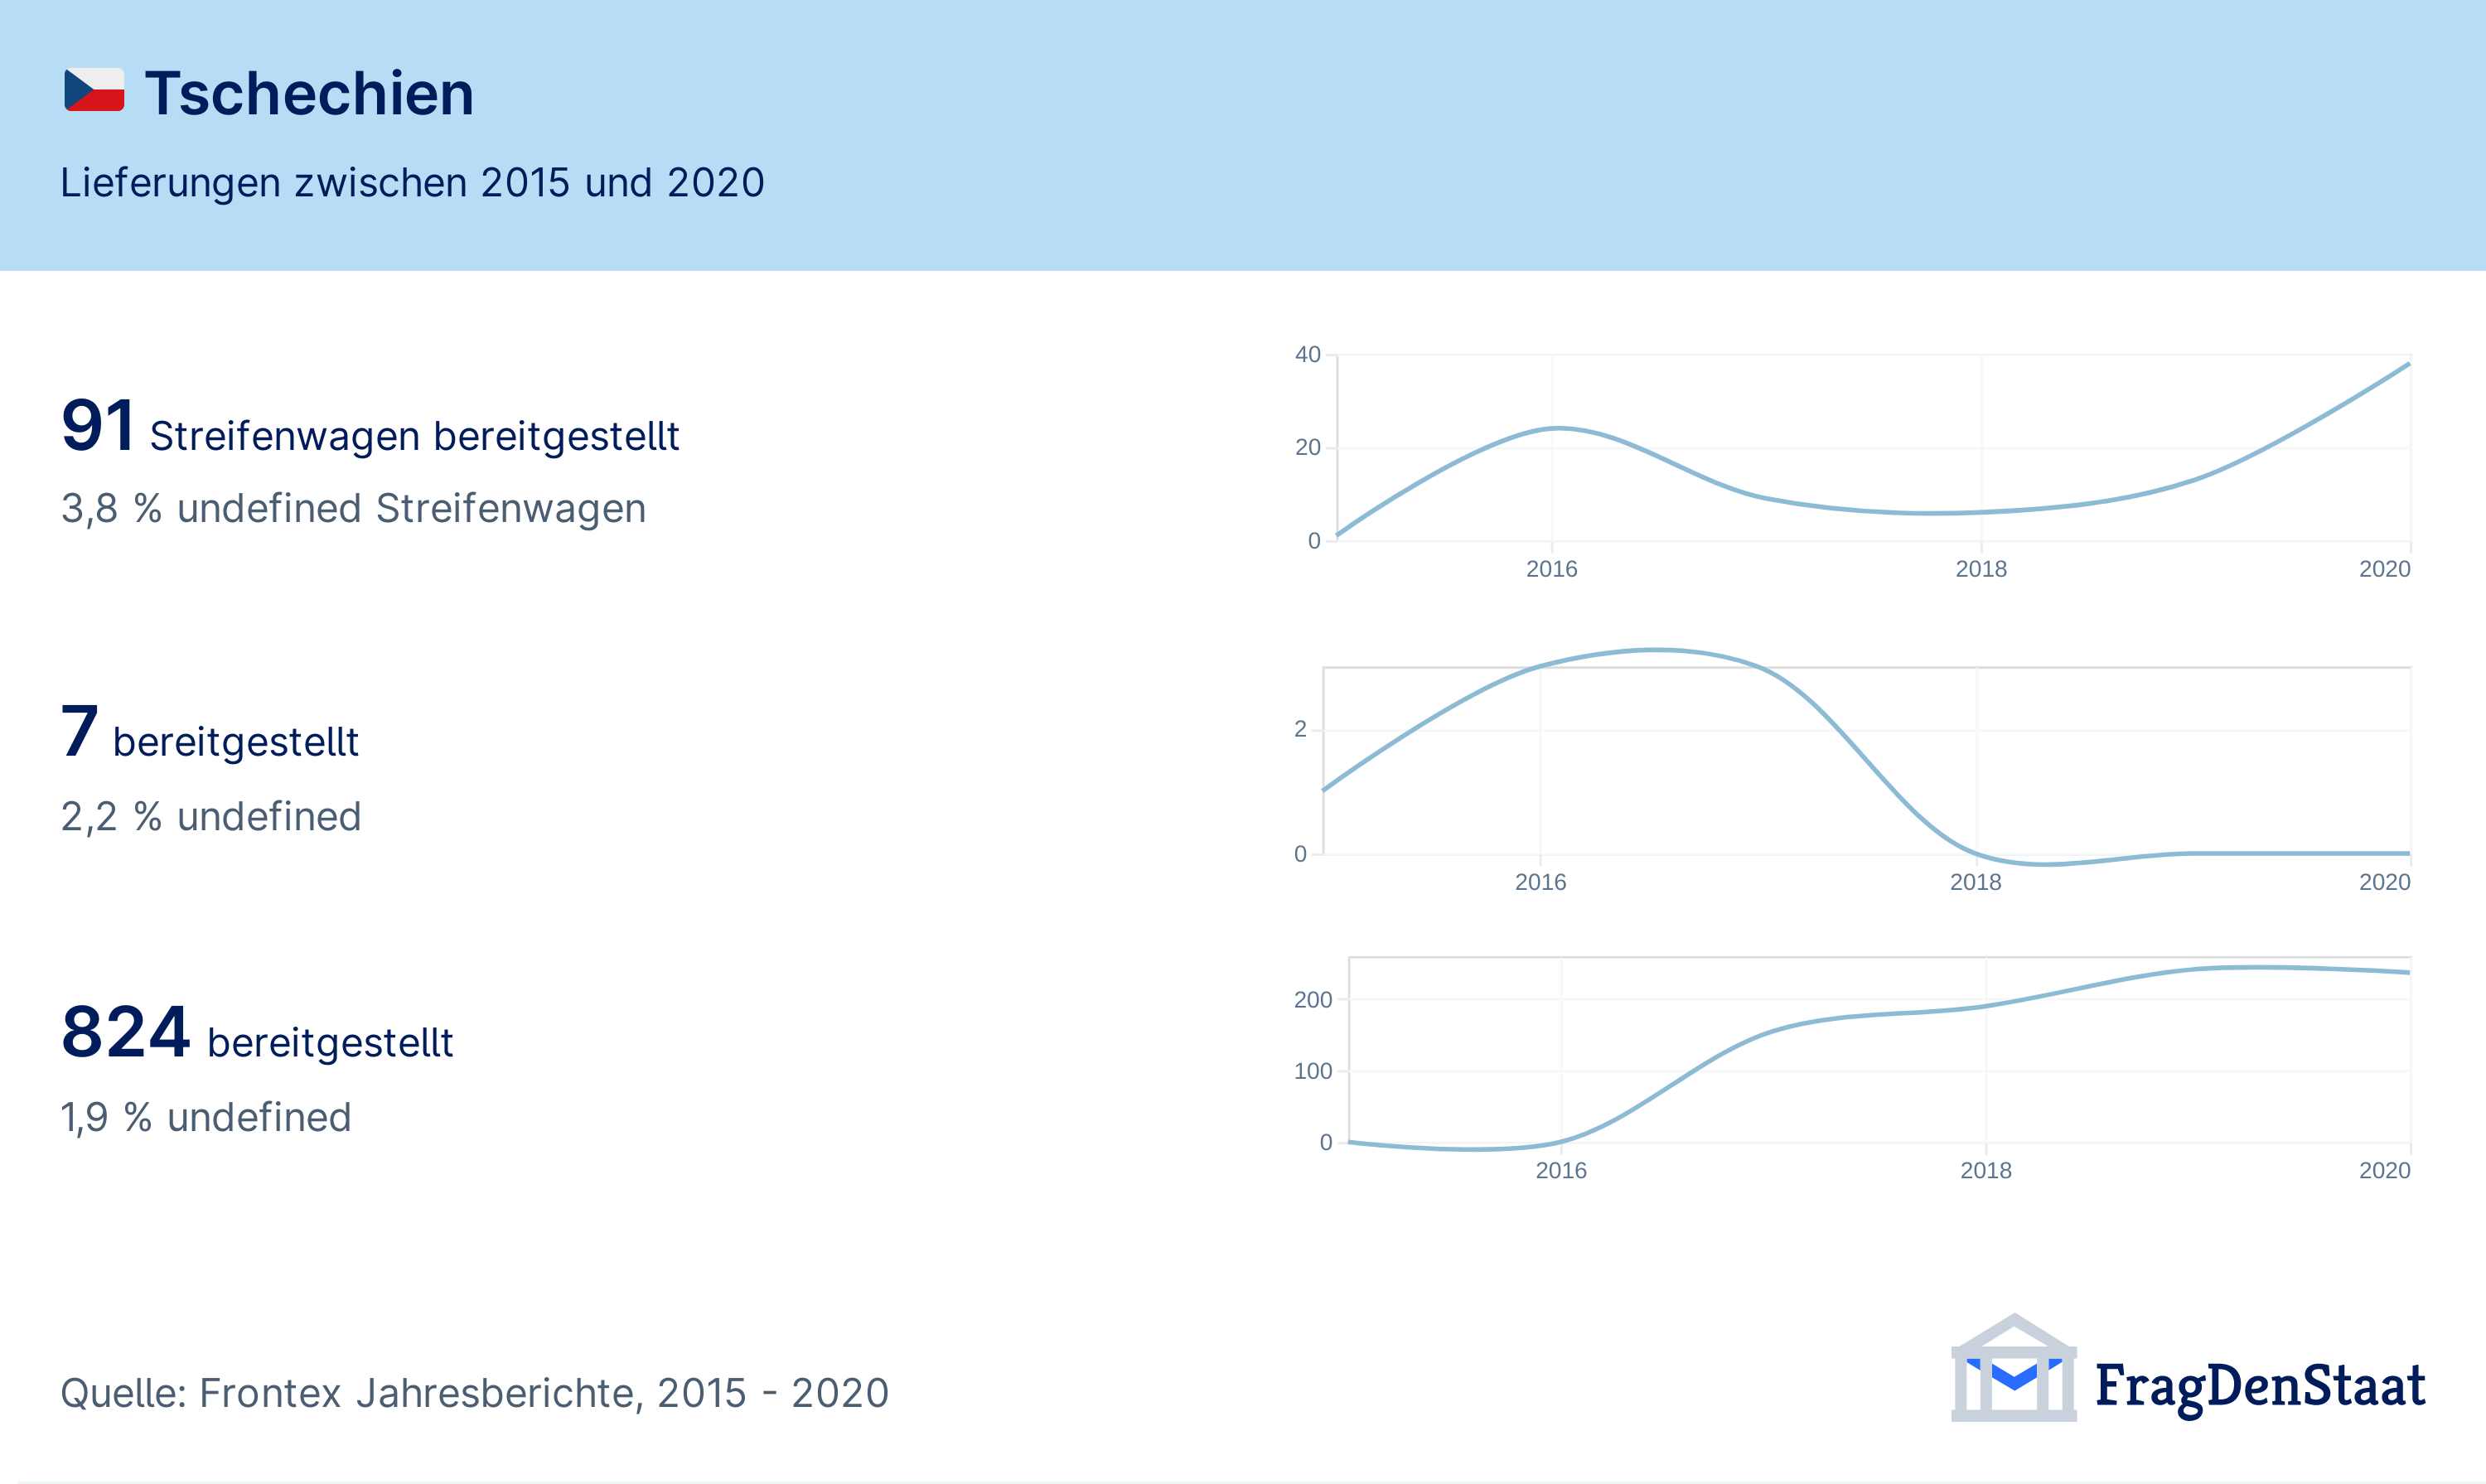 Tschechien
Lieferungen zwischen 2015 und 2020
91 Streifenwagen bereitgestellt
3,8 % undefined Streifenwagen
40
20
0
2016 2018 2020
7 bereitgestellt
2,2 % undefined
2
0
2016 2018 2020
824 bereitgestellt
1,9 % undefined
200
100
0
2016 2018 2020
Quelle: Frontex Jahresberichte, 2015 - 2020
FragDenStaat